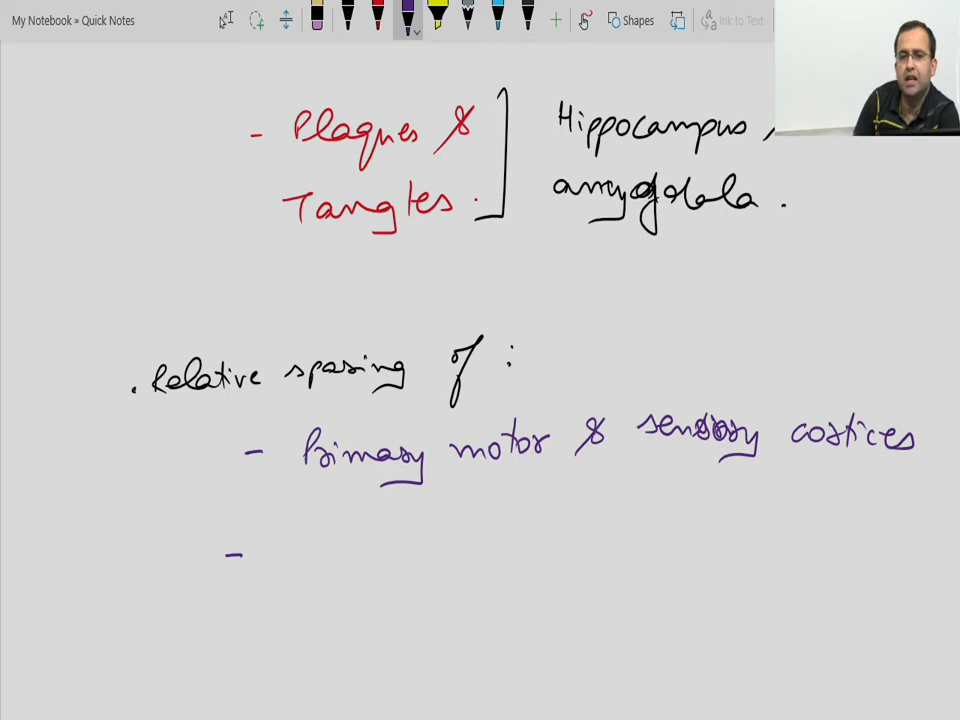 My Notebook » Quick Notes
Shapes
Ink to Text
- Plaques & Hippocampus,
Tangles. amygdala.
. Relative sparing of :
- Primary motor & sensory cortices
-